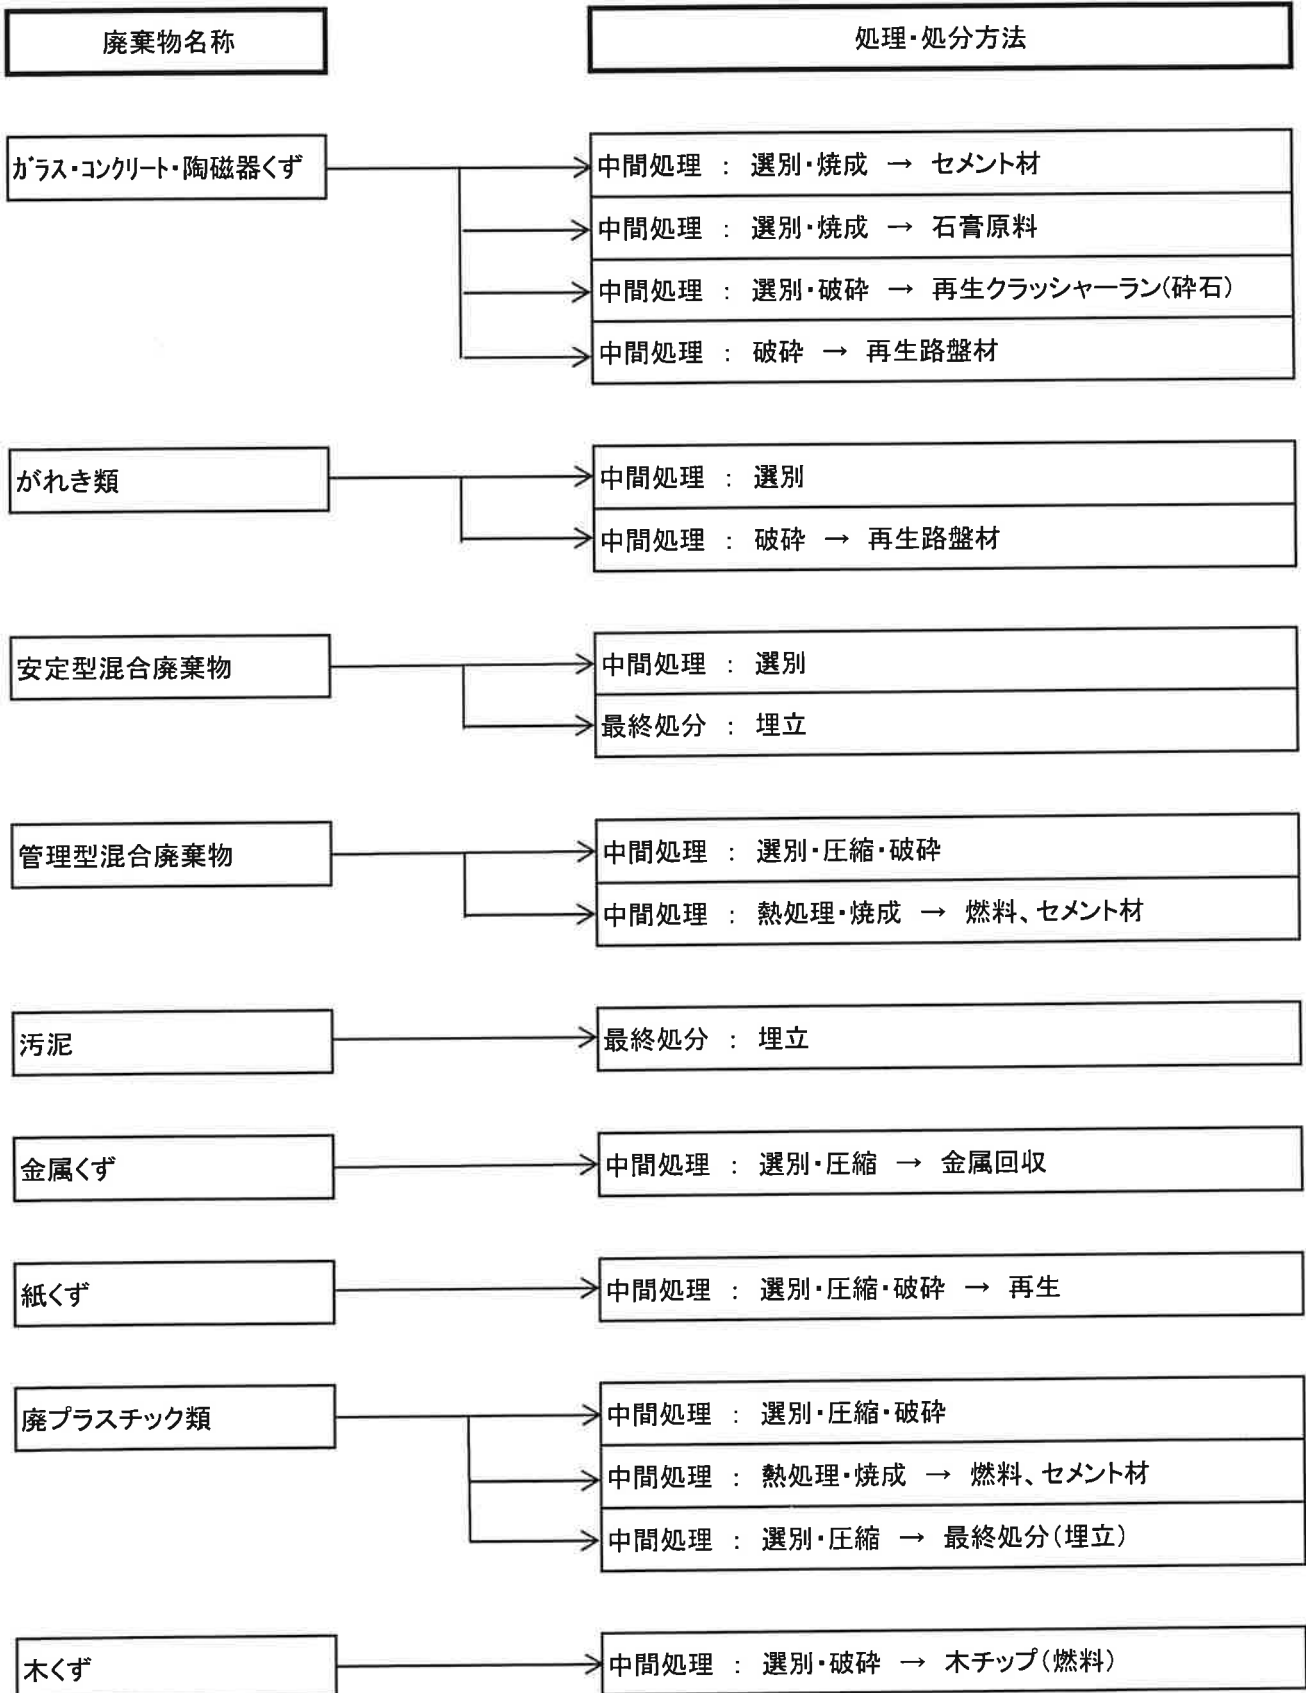 廃棄物名称
処理・処分方法
ガラス・コンクリート・陶磁器くず
中間処理 : 選別・焼成 → セメント材
中間処理 : 選別・焼成 → 石膏原料
中間処理 : 選別・破砕 → 再生クラッシャーラン(砕石)
中間処理 : 破砕 → 再生路盤材
がれき類
中間処理 : 選別
中間処理 : 破砕 → 再生路盤材
安定型混合廃棄物
中間処理 : 選別
最終処分 : 埋立
管理型混合廃棄物
中間処理 : 選別・圧縮・破砕
中間処理 : 熱処理・焼成 → 燃料、セメント材
汚泥
最終処分 : 埋立
金属くず
中間処理 : 選別・圧縮 → 金属回収
紙くず
中間処理 : 選別・圧縮・破砕 → 再生
廃プラスチック類
中間処理 : 選別・圧縮・破砕
中間処理 : 熱処理・焼成 → 燃料、セメント材
中間処理 : 選別・圧縮 → 最終処分(埋立)
木くず
中間処理 : 選別・破砕 → 木チップ(燃料)